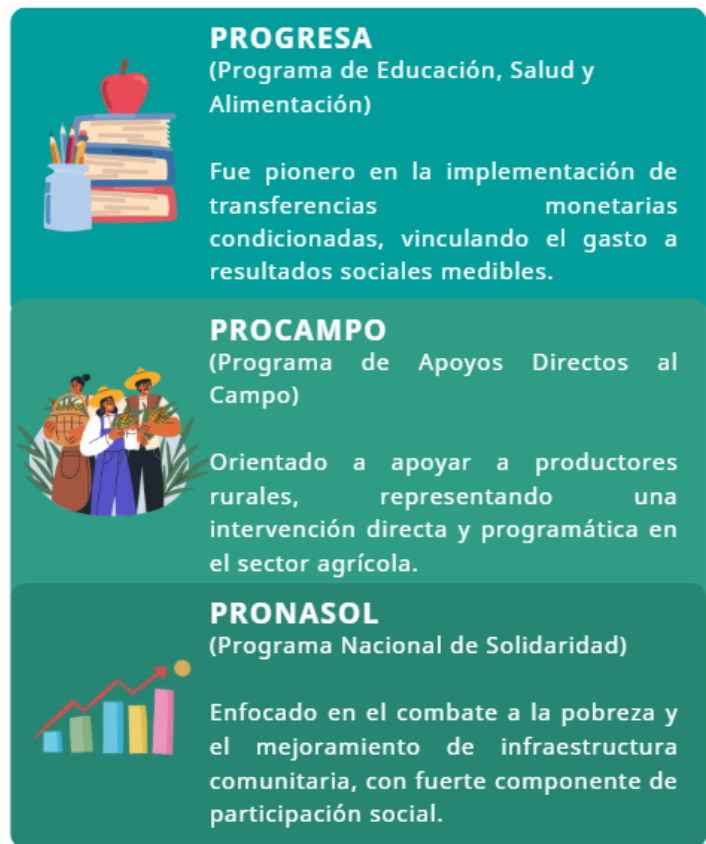 PROGRESA
(Programa de Educación, Salud y
Alimentación)
Fue pionero en la implementación de
transferencias monetarias
condicionadas, vinculando el gasto a
resultados sociales medibles.
PROCAMPO
(Programa de Apoyos Directos al
Campo)
Orientado a apoyar a productores
rurales, representando una
intervención directa y programática en
el sector agrícola.
PRONASOL
(Programa Nacional de Solidaridad)
Enfocado en el combate a la pobreza y
el mejoramiento de infraestructura
comunitaria, con fuerte componente de
participación social.